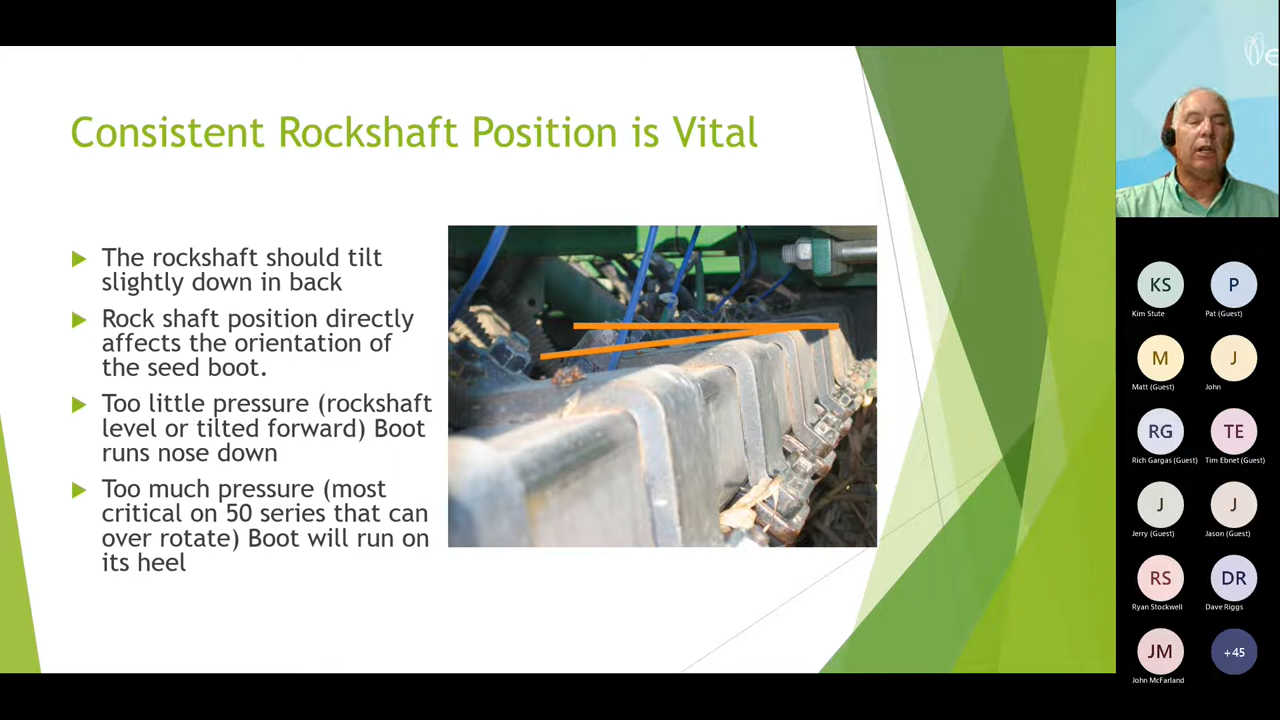 Consistent Rockshaft Position is Vital
The rockshaft should tilt
slightly down in back
Rock shaft position directly
affects the orientation of
the seed boot.
Too little pressure (rockshaft
level or tilted forward) Boot
runs nose down
Too much pressure (most
critical on 50 series that can
over rotate) Boot will run on
its heel
KS
Kim Stute
P
Pat (Guest)
M
Matt (Guest)
J
John
RG
Rich Gargas (Guest)
TE
Tim Ebnet (Guest)
J
Jerry (Guest)
J
Jason (Guest)
RS
Ryan Stockwell
DR
Dave Riggs
JM
John McFarland
+45